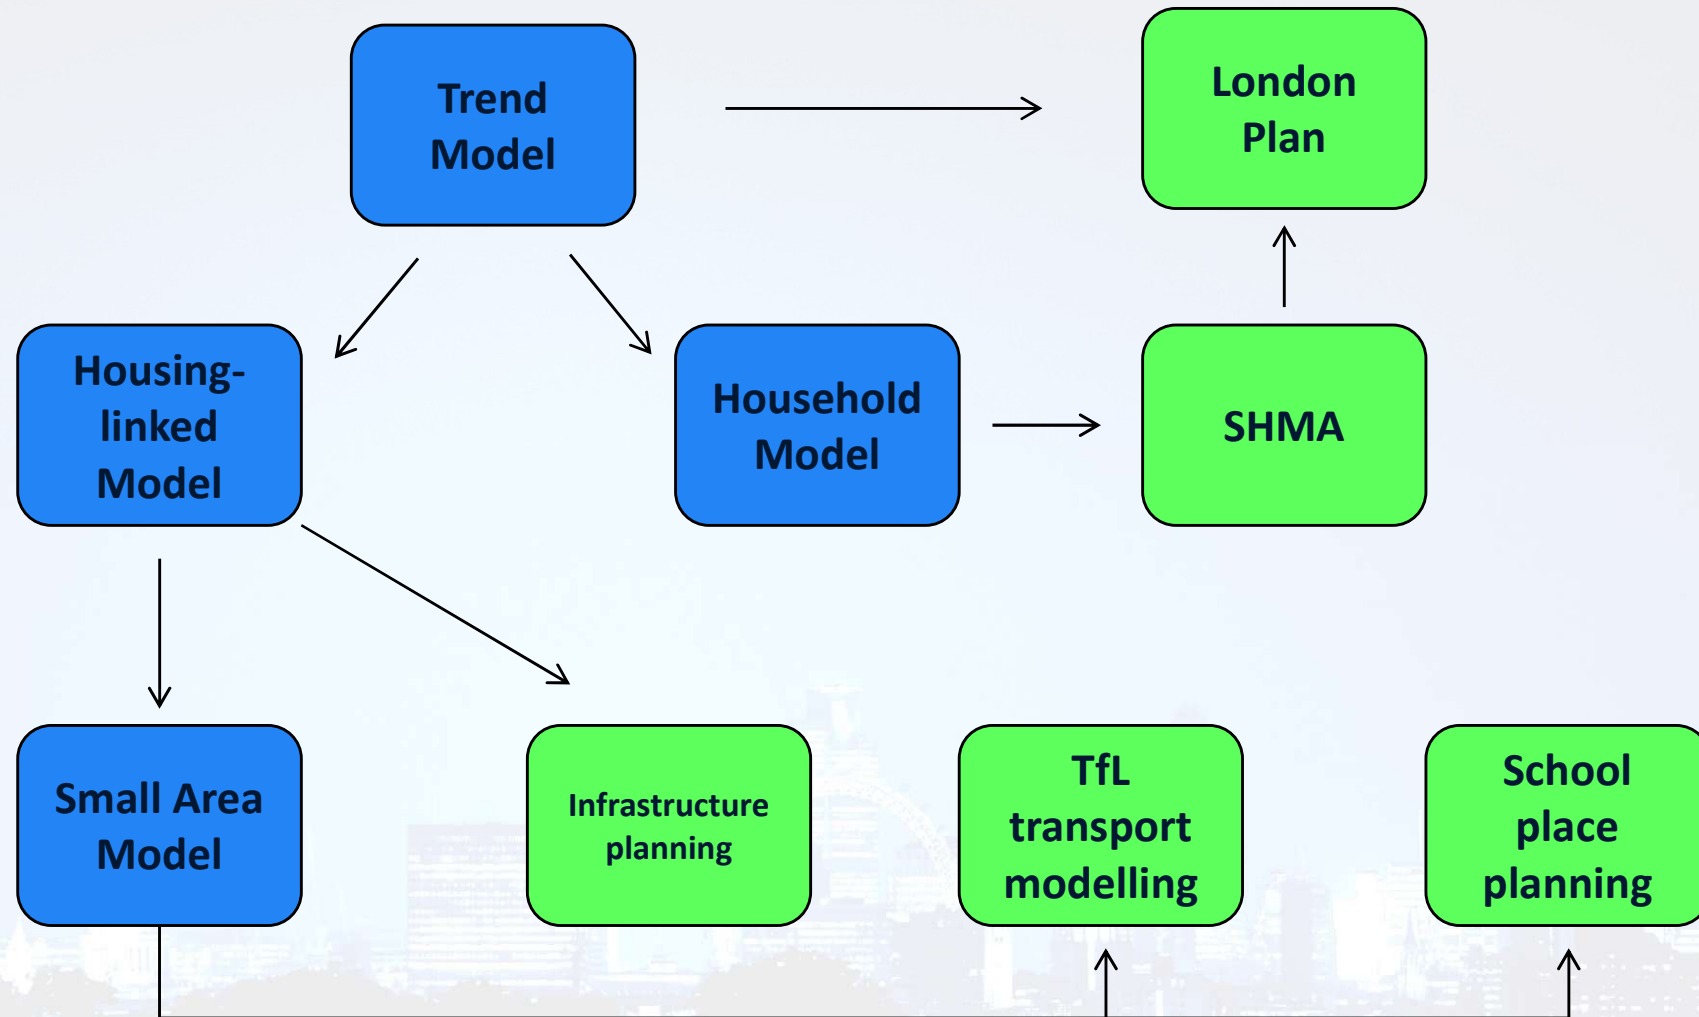 Trend
Model
London
Plan
Housing-
linked
Model
Household
Model
SHMA
Small Area
Model
Infrastructure
planning
TfL
transport
modelling
School
place
planning